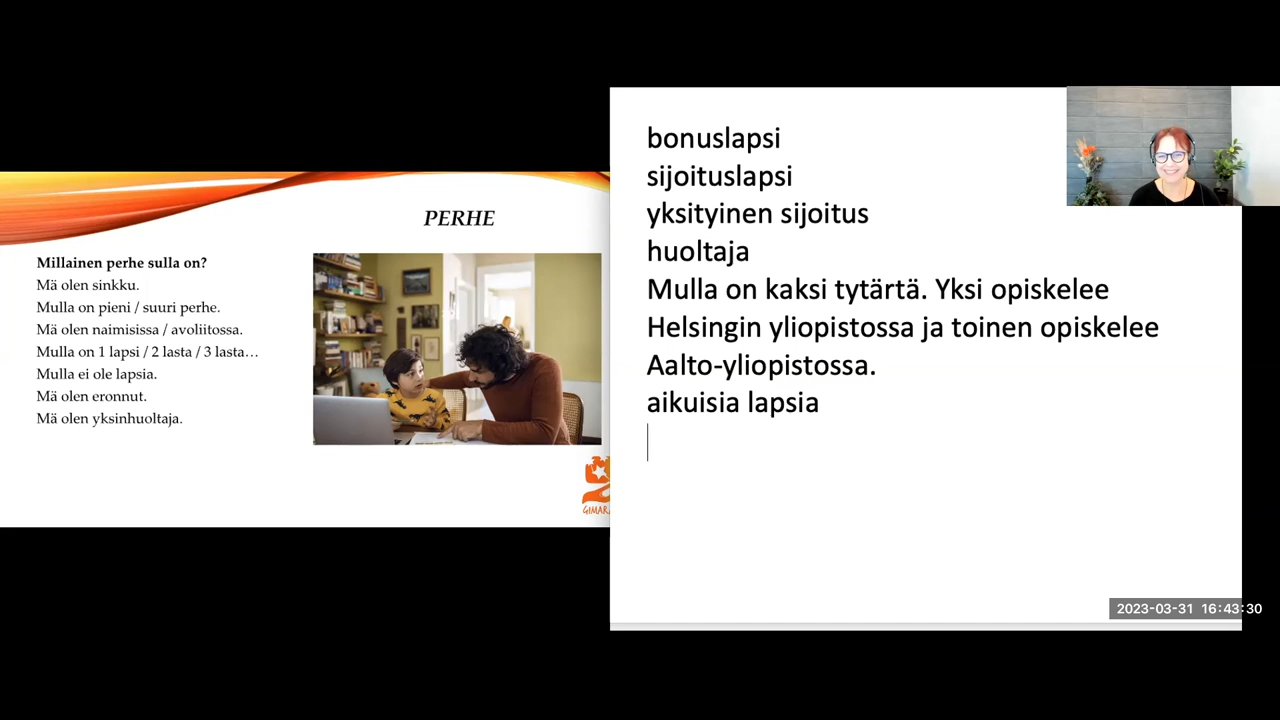 PERHE
Millainen perhe sulla on?
Mä olen sinkku.
Mulla on pieni / suuri perhe.
Mä olen naimisissa / avoliitossa.
Mulla on 1 lapsi / 2 lasta / 3 lasta…
Mulla ei ole lapsia.
Mä olen eronnut.
Mä olen yksinhuoltaja.
bonuslapsi
sijoituslapsi
yksityinen sijoitus
huoltaja
Mulla on kaksi tytärtä. Yksi opiskelee
Helsingin yliopistossa ja toinen opiskelee
Aalto-yliopistossa.
aikuisia lapsia
2023-03-31 16:43:30